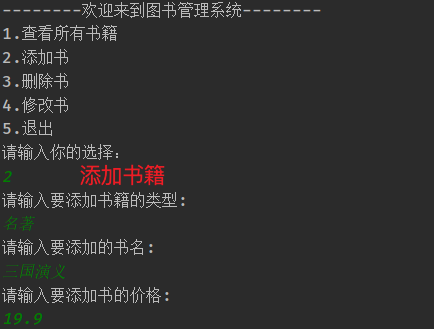 --------欢迎来到图书管理系统--------
1.查看所有书籍
2.添加书
3.删除书
4.修改书
5.退出
请输入你的选择:
2 添加书籍
请输入要添加书籍的类型:
名著
请输入要添加的书名:
三国演义
请输入要添加书的价格:
19.9